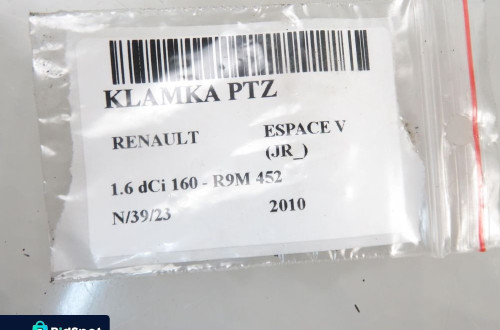 KLAMKA PTZ
RENAULT ESPACE V
(JR_)
1.6 dCi 160 - R9M 452
N/39/23 2010